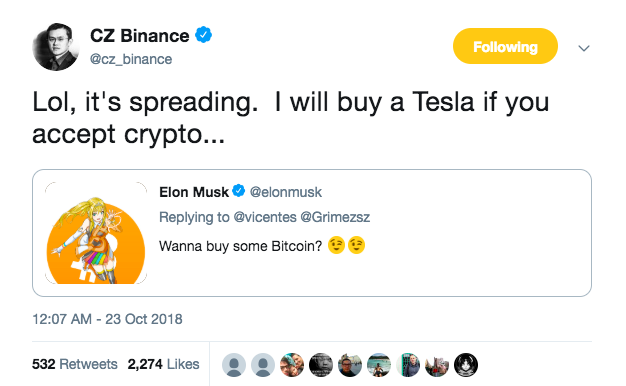 CZ Binance
@cz_binance
Following
Lol, it's spreading.  I will buy a Tesla if you
accept crypto...
Elon Musk @elonmusk
Replying to @vicentes @Grimezsz
Wanna buy some Bitcoin? 😉😉
12:07 AM - 23 Oct 2018
532 Retweets 2,274 Likes